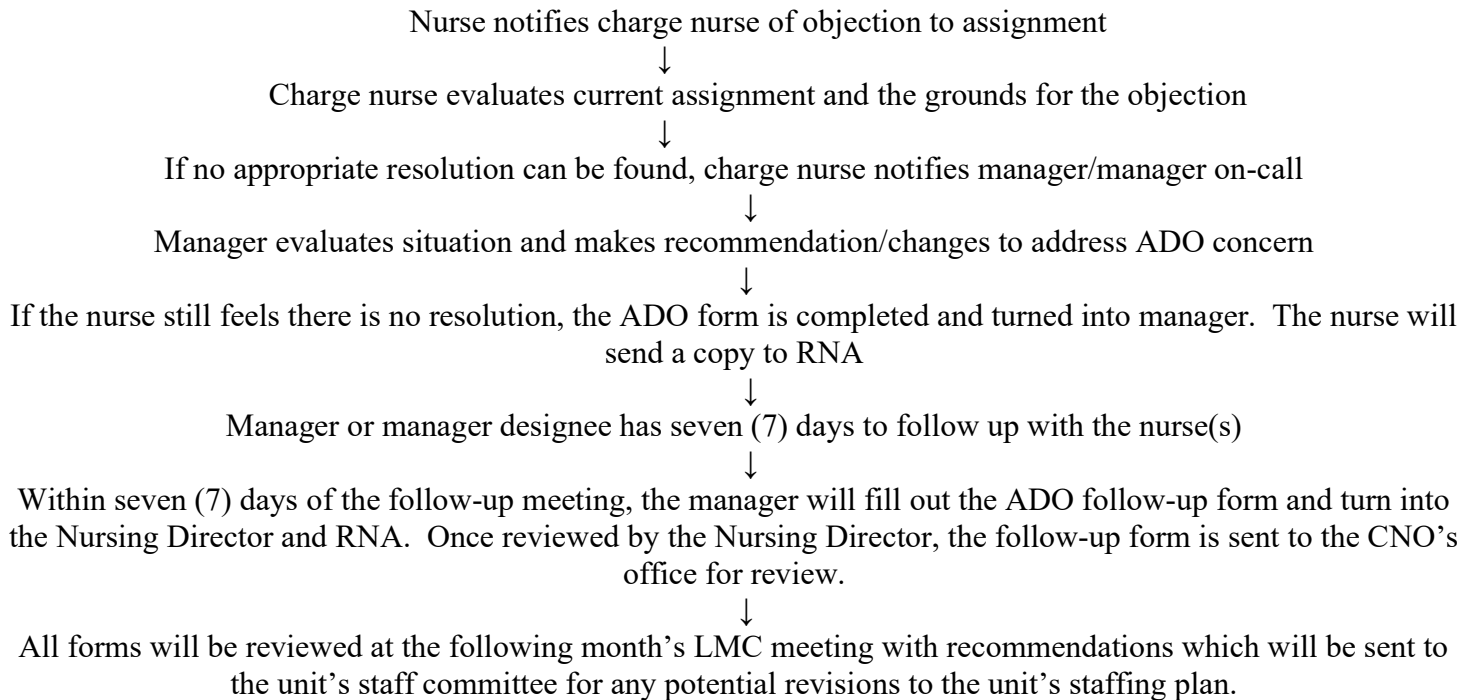 Nurse notifies charge nurse of objection to assignment
↓
Charge nurse evaluates current assignment and the grounds for the objection
↓
If no appropriate resolution can be found, charge nurse notifies manager/manager on-call
↓
Manager evaluates situation and makes recommendation/changes to address ADO concern
↓
If the nurse still feels there is no resolution, the ADO form is completed and turned into manager.  The nurse will
send a copy to RNA
↓
Manager or manager designee has seven (7) days to follow up with the nurse(s)
↓
Within seven (7) days of the follow-up meeting, the manager will fill out the ADO follow-up form and turn into
the Nursing Director and RNA.  Once reviewed by the Nursing Director, the follow-up form is sent to the CNO’s
office for review.
↓
All forms will be reviewed at the following month’s LMC meeting with recommendations which will be sent to
the unit’s staff committee for any potential revisions to the unit’s staffing plan.